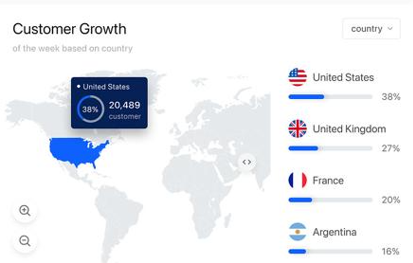 Customer Growth
country
of the week based on country
United States
38%
20,489
customer
United States
38%
United Kingdom
27%
France
20%
Argentina
16%